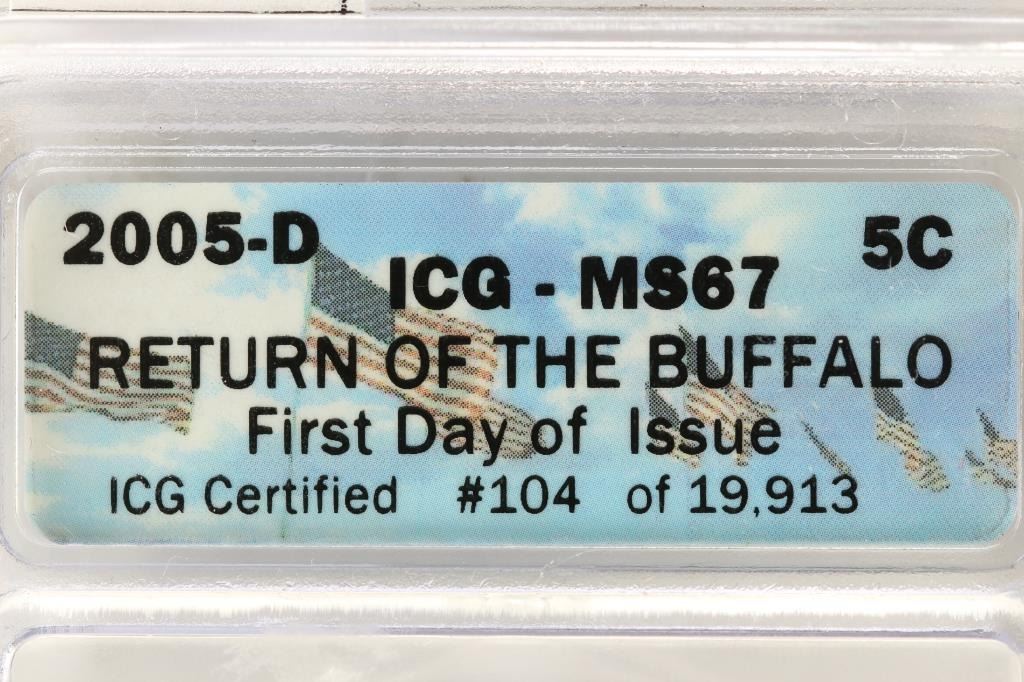 2005-D 5C
ICG - MS67
RETURN OF THE BUFFALO
First Day of Issue
ICG Certified #104 of 19,913